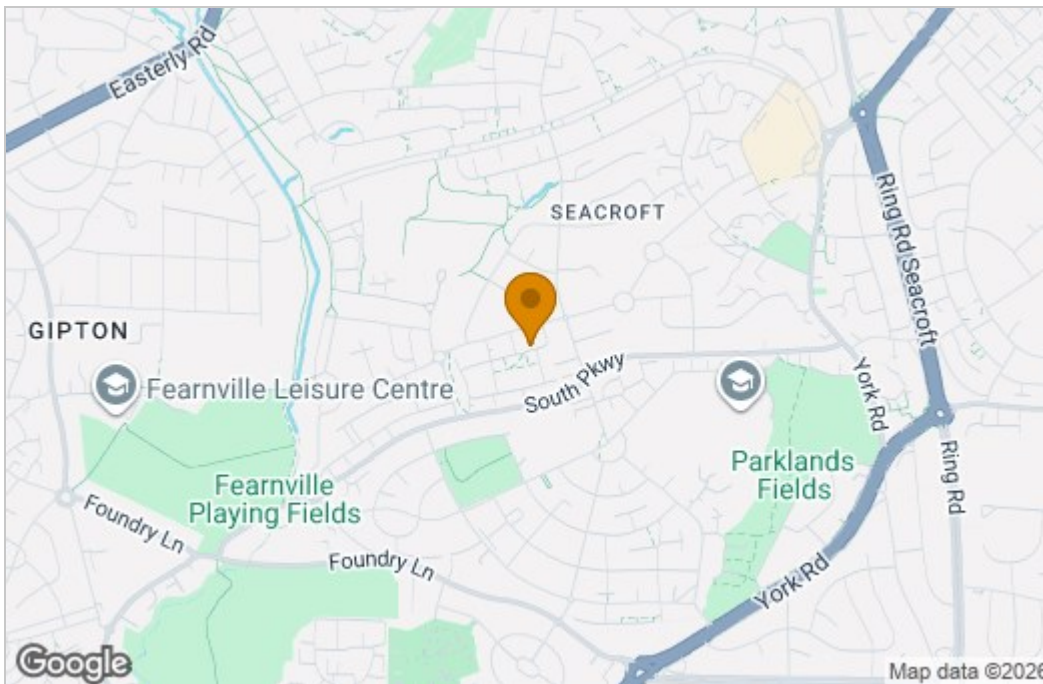 Easterly Rd
SEACROFT
Ring Rd Seacroft
GIPTON
Fearnville Leisure Centre
South Pkwy
York Rd
Parklands
Fields
Ring Rd
Fearnville
Playing Fields
Foundry Ln
Foundry Ln
York Rd
Google
Map data ©2026